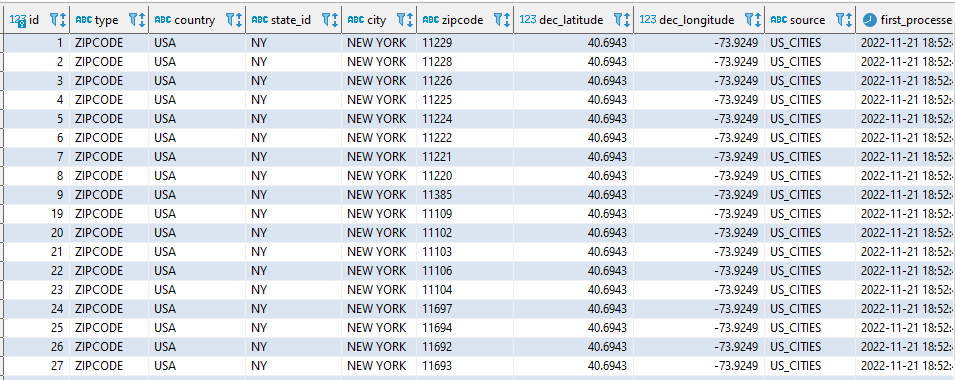 123 id ABC type ABC country ABC state_id ABC city ABC zipcode 123 dec_latitude 123 dec_longitude ABC source first_processe
1 ZIPCODE USA NY NEW YORK 11229 40.6943 -73.9249 US_CITIES 2022-11-21 18:52:
2 ZIPCODE USA NY NEW YORK 11228 40.6943 -73.9249 US_CITIES 2022-11-21 18:52:
3 ZIPCODE USA NY NEW YORK 11226 40.6943 -73.9249 US_CITIES 2022-11-21 18:52:
4 ZIPCODE USA NY NEW YORK 11225 40.6943 -73.9249 US_CITIES 2022-11-21 18:52:
5 ZIPCODE USA NY NEW YORK 11224 40.6943 -73.9249 US_CITIES 2022-11-21 18:52:
6 ZIPCODE USA NY NEW YORK 11222 40.6943 -73.9249 US_CITIES 2022-11-21 18:52:
7 ZIPCODE USA NY NEW YORK 11221 40.6943 -73.9249 US_CITIES 2022-11-21 18:52:
8 ZIPCODE USA NY NEW YORK 11220 40.6943 -73.9249 US_CITIES 2022-11-21 18:52:
9 ZIPCODE USA NY NEW YORK 11385 40.6943 -73.9249 US_CITIES 2022-11-21 18:52:
19 ZIPCODE USA NY NEW YORK 11109 40.6943 -73.9249 US_CITIES 2022-11-21 18:52:
20 ZIPCODE USA NY NEW YORK 11102 40.6943 -73.9249 US_CITIES 2022-11-21 18:52:
21 ZIPCODE USA NY NEW YORK 11103 40.6943 -73.9249 US_CITIES 2022-11-21 18:52:
22 ZIPCODE USA NY NEW YORK 11106 40.6943 -73.9249 US_CITIES 2022-11-21 18:52:
23 ZIPCODE USA NY NEW YORK 11104 40.6943 -73.9249 US_CITIES 2022-11-21 18:52:
24 ZIPCODE USA NY NEW YORK 11697 40.6943 -73.9249 US_CITIES 2022-11-21 18:52:
25 ZIPCODE USA NY NEW YORK 11694 40.6943 -73.9249 US_CITIES 2022-11-21 18:52:
26 ZIPCODE USA NY NEW YORK 11692 40.6943 -73.9249 US_CITIES 2022-11-21 18:52:
27 ZIPCODE USA NY NEW YORK 11693 40.6943 -73.9249 US_CITIES 2022-11-21 18:52: